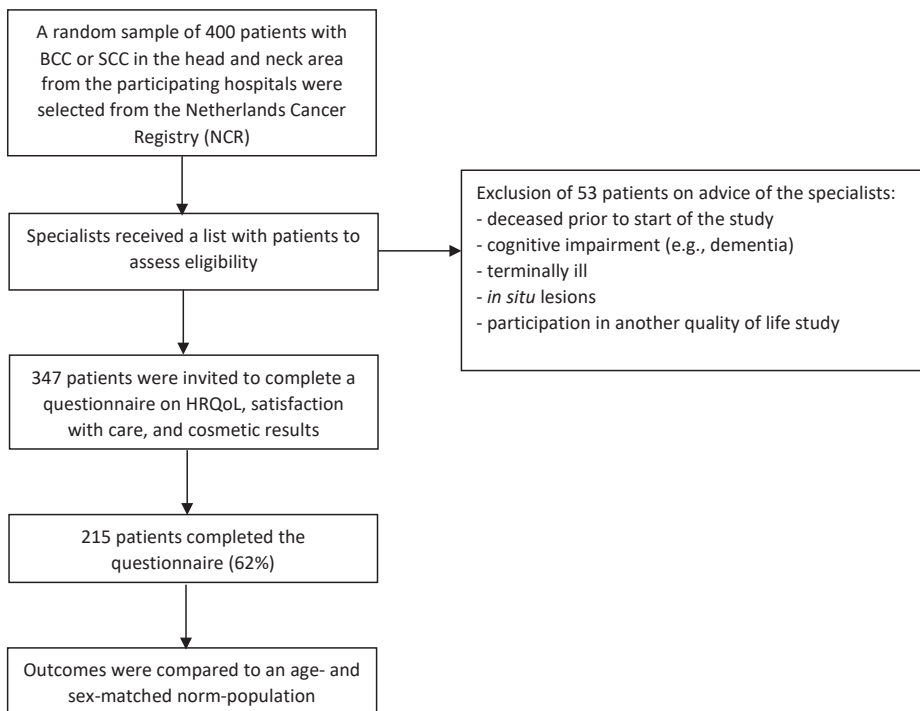 A random sample of 400 patients with
BCC or SCC in the head and neck area
from the participating hospitals were
selected from the Netherlands Cancer
Registry (NCR)
Specialists received a list with patients to
assess eligibility
Exclusion of 53 patients on advice of the specialists:
- deceased prior to start of the study
- cognitive impairment (e.g., dementia)
- terminally ill
- in situ lesions
- participation in another quality of life study
347 patients were invited to complete a
questionnaire on HRQoL, satisfaction
with care, and cosmetic results
215 patients completed the
questionnaire (62%)
Outcomes were compared to an age- and
sex-matched norm-population